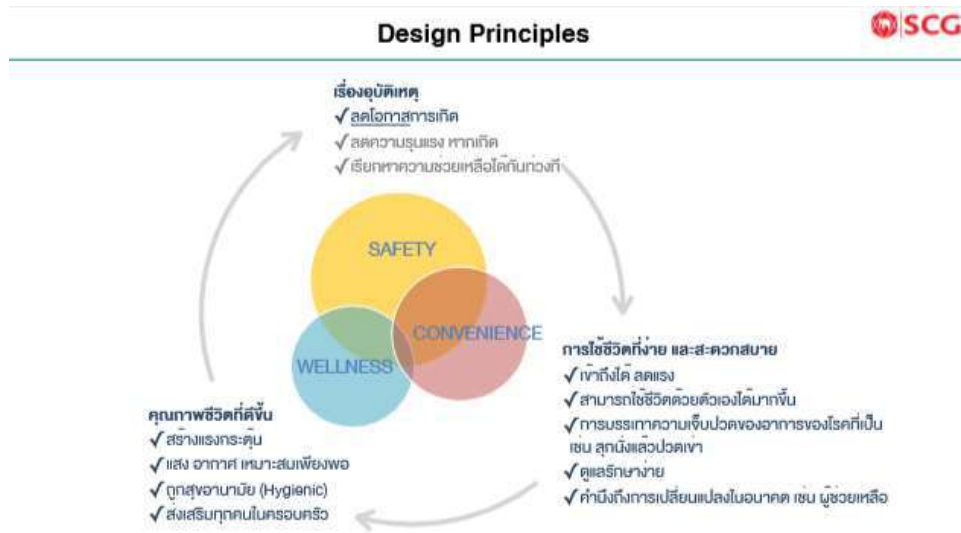 Design Principles
SCG
เรื่องอุบัติเหตุ
✓ลดโอกาสการเกิด
✓ลดความรุนแรง หากเกิด
✓เรียกหาความช่วยเหลือได้ทันท่วงที
SAFETY
CONVENIENCE
WELLNESS
การใช้ชีวิตที่ง่าย และสะดวกสบาย
✓เข้าถึงได้ ลดแรง
✓สามารถใช้ชีวิตด้วยตัวเองได้มากขึ้น
✓การบรรเทาความเจ็บปวดของอาการของโรคที่เป็น
เช่น ลุกนั่งแล้วปวดเข่า
✓ดูแลรักษาง่าย
✓คำนึงถึงการเปลี่ยนแปลงในอนาคต เช่น ผู้ช่วยเหลือ
คุณภาพชีวิตที่ดีขึ้น
✓สร้างแรงกระตุ้น
✓แสง อากาศ เหมาะสมเพียงพอ
✓ถูกสุขอนามัย (Hygienic)
✓ส่งเสริมทุกคนในครอบครัว